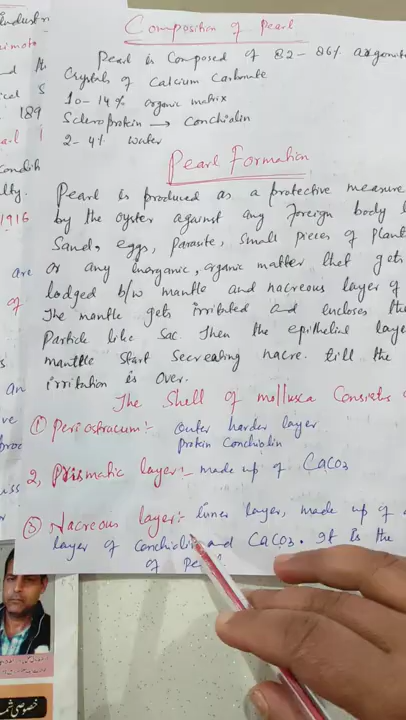 Composition of Pearl
Pearl is Composed of 82-86% aragonite
Crystals of Calcium Carbonate
10-14% organic matrix
Scleroprotein → Conchiolin
2-4% water
Pearl Formation
Pearl is produced as a protective measure
by the oyster against any foreign body
Sand, eggs, Parasite, small pieces of plant
or any inorganic, organic matter that gets
lodged b/w mantle and nacreous layer of
The mantle gets irritated and encloses the
Particle like Sac. Then the epithelial laye
mantle start secreating nacre. till the
irritation is over.
The Shell of mollusca Consists
① Periostracum:- outer harder layer
Protein Conchiolin
2, Prismatic layer:- made up of CaCO3
③ Nacreous layer:- inner layer, made up of
layer of Conchiolin and CaCO3. It is the
of
1916
خصوصی